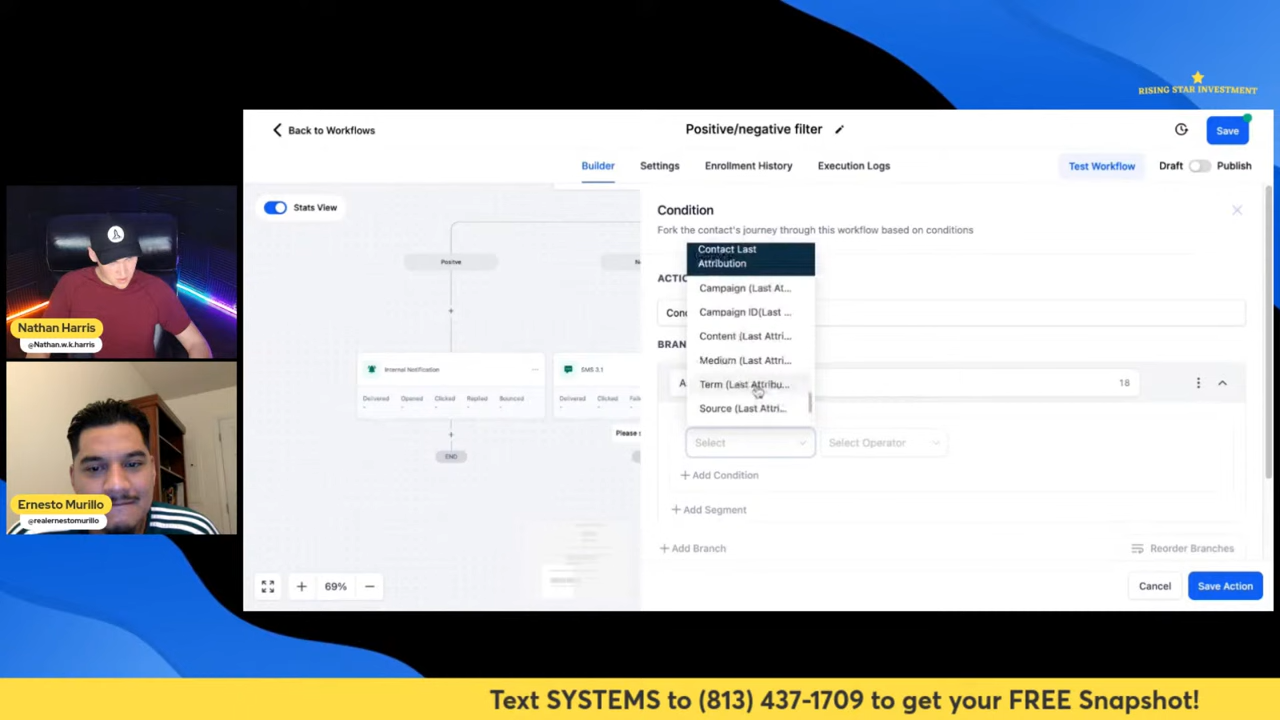 RISING STAR INVESTMENT
Back to Workflows
Positive/negative filter
Save
Builder
Settings
Enrollment History
Execution Logs
Test Workflow
Draft
Publish
Stats View
Condition
Fork the contact's journey through this workflow based on conditions
Contact Last
Attribution
Campaign (Last At...
Campaign ID(Last ...
Content (Last Attri...
Medium (Last Attri...
Term (Last Attribu...
Source (Last Attri...
18
Select
Select Operator
+ Add Condition
+ Add Segment
+ Add Branch
Reorder Branches
Cancel
Save Action
Positive
Internal Notification
Delivered Opened Clicked Replied Bounced
SMS 3.1
Delivered Clicked
Please
END
69%
Nathan Harris
@Nathan.w.k.harris
Ernesto Murillo
@realernestomurillo
Text SYSTEMS to (813) 437-1709 to get your FREE Snapshot!